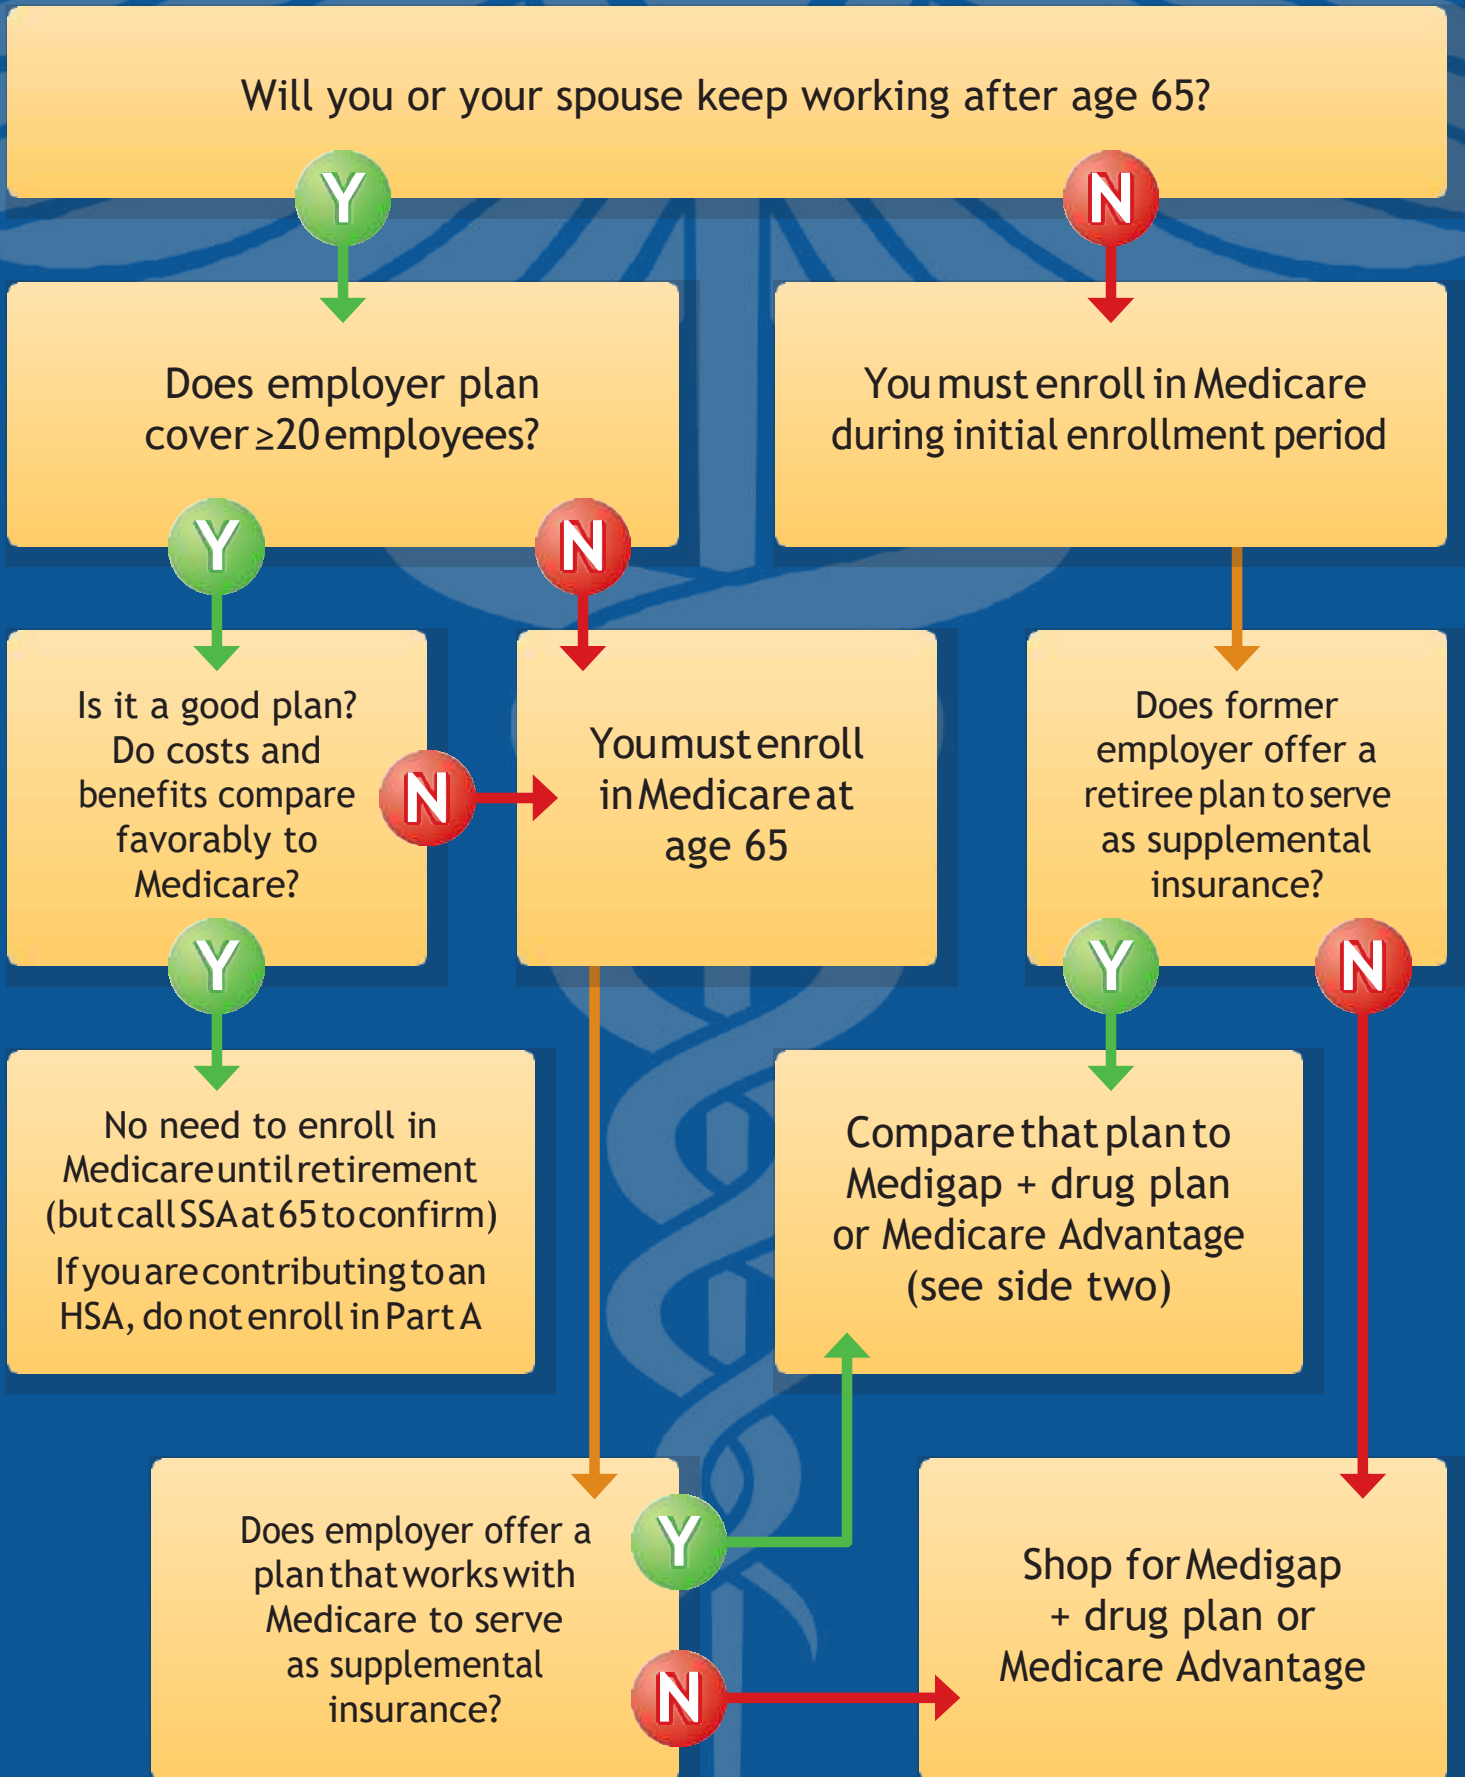 Will you or your spouse keep working after age 65?
Y
N
Does employer plan
cover ≥20 employees?
Y
N
You must enroll in Medicare
during initial enrollment period
Is it a good plan?
Do costs and
benefits compare
favorably to
Medicare?
N
Y
You must enroll
in Medicare at
age 65
Does former
employer offer a
retiree plan to serve
as supplemental
insurance?
Y
N
No need to enroll in
Medicare until retirement
(but call SSA at 65 to confirm)
If you are contributing to an
HSA, do not enroll in Part A
Compare that plan to
Medigap + drug plan
or Medicare Advantage
(see side two)
Does employer offer a
plan that works with
Medicare to serve
as supplemental
insurance?
Y
N
Shop for Medigap
+ drug plan or
Medicare Advantage